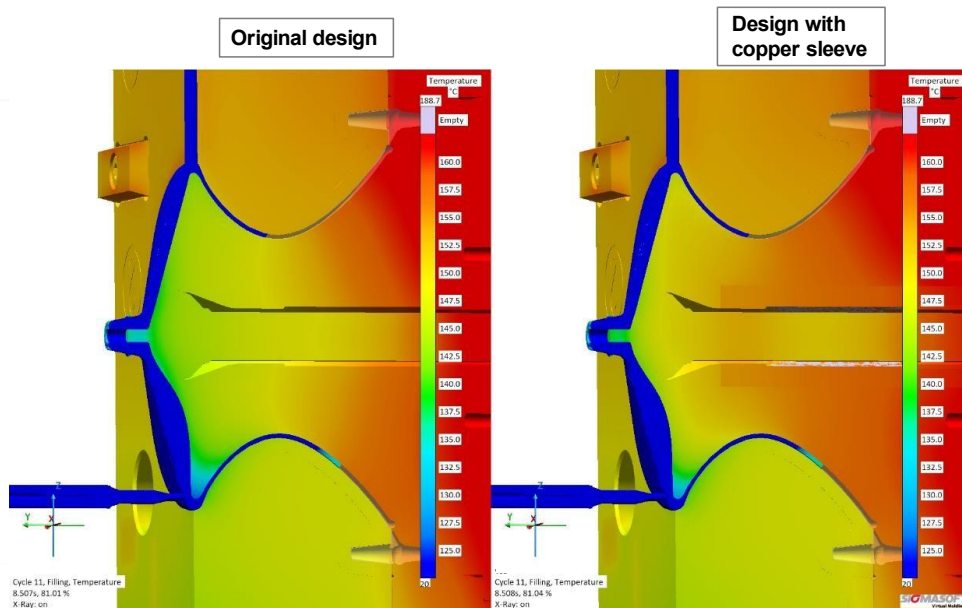 Original design
Design with
copper sleeve
Temperature
°C
188.7
Empty
160.0
157.5
155.0
152.5
150.0
147.5
145.0
142.5
140.0
137.5
135.0
132.5
130.0
127.5
125.0
20
Z
Y
X
Cycle 11, Filling, Temperature
8.507s, 81.01 %
X-Ray: on
Temperature
°C
188.7
Empty
160.0
157.5
155.0
152.5
150.0
147.5
145.0
142.5
140.0
137.5
135.0
132.5
130.0
127.5
125.0
20
Z
Y
X
Cycle 11, Filling, Temperature
8.508s, 81.04 %
X-Ray: on
SIGMASOF